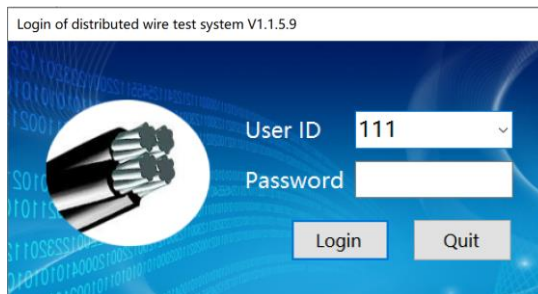 Login of distributed wire test system V1.1.5.9
User ID
111
Password
Login
Quit